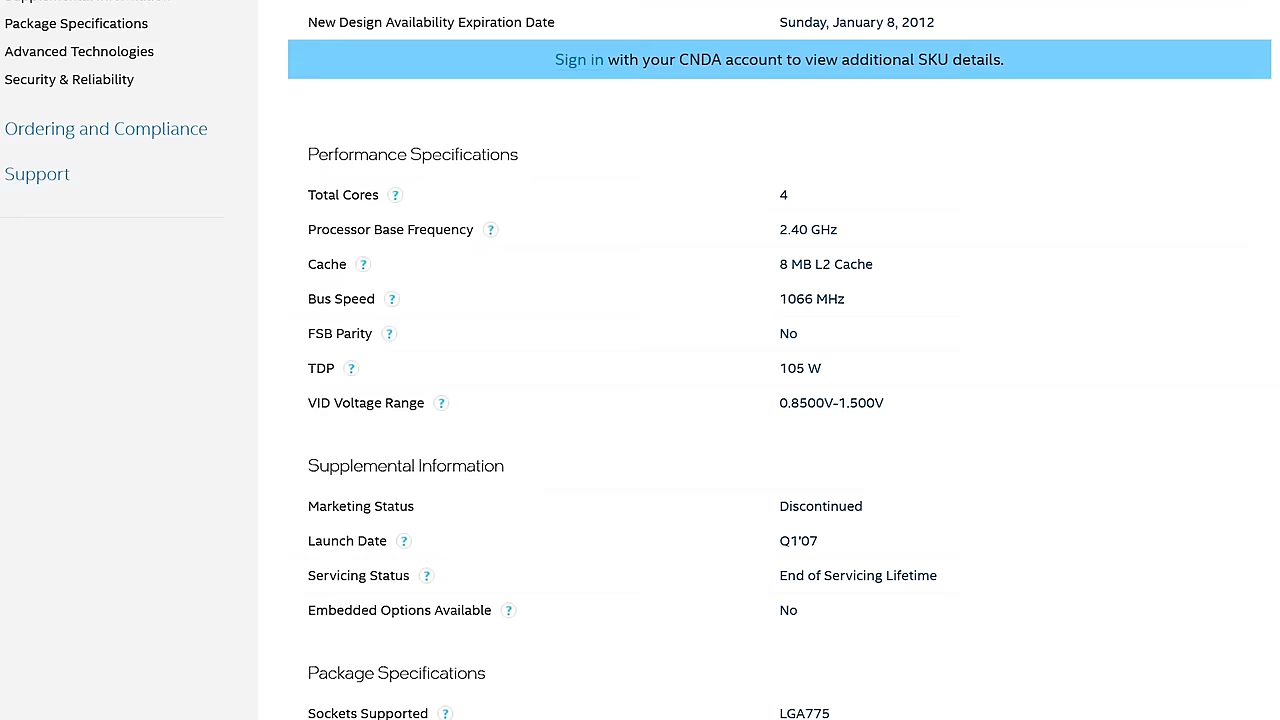 Package Specifications
Advanced Technologies
Security & Reliability
Ordering and Compliance
Support
New Design Availability Expiration Date Sunday, January 8, 2012
Sign in with your CNDA account to view additional SKU details.
Performance Specifications
Total Cores ? 4
Processor Base Frequency ? 2.40 GHz
Cache ? 8 MB L2 Cache
Bus Speed ? 1066 MHz
FSB Parity ? No
TDP ? 105 W
VID Voltage Range ? 0.8500V-1.500V
Supplemental Information
Marketing Status Discontinued
Launch Date ? Q1'07
Servicing Status ? End of Servicing Lifetime
Embedded Options Available ? No
Package Specifications
Sockets Supported ? LGA775